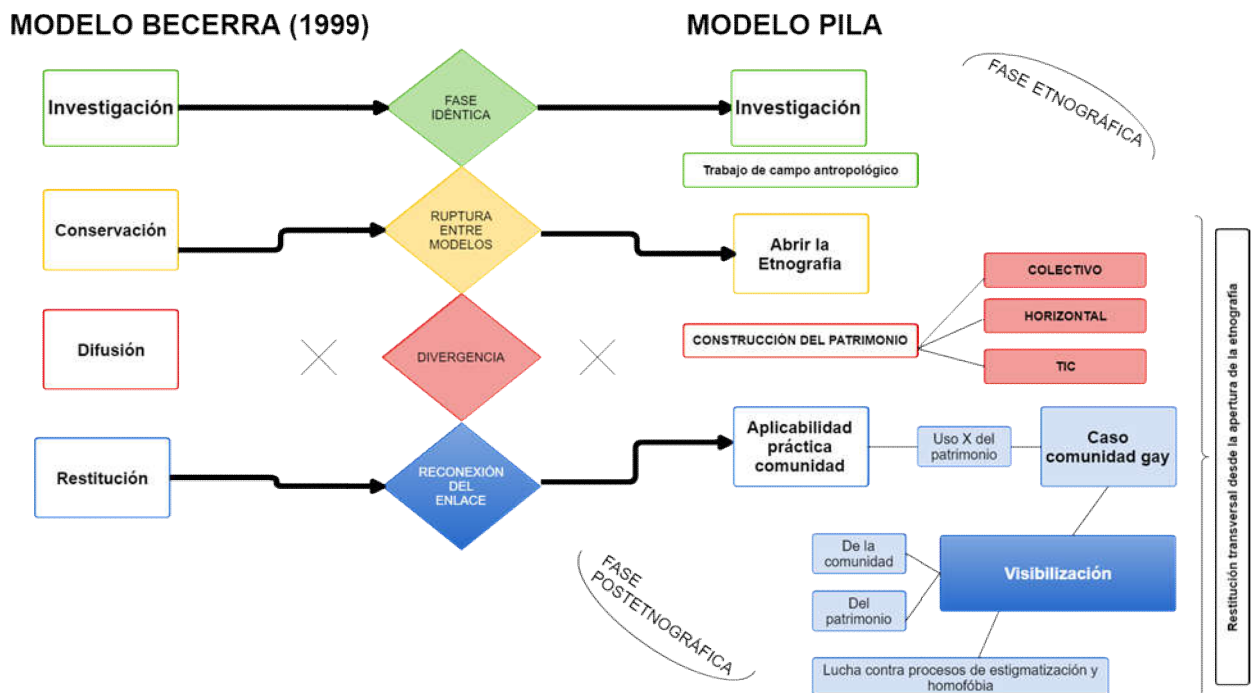 MODELO BECERRA (1999)
MODELO PILA
Investigación
FASE
IDÉNTICA
Investigación
FASE ETNOGRÁFICA
Trabajo de campo antropológico
Conservación
RUPTURA
ENTRE
MODELOS
Abrir la
Etnografia
COLECTIVO
HORIZONTAL
TIC
Difusión
DIVERGENCIA
CONSTRUCCIÓN DEL PATRIMONIO
Restitución
RECONEXIÓN
DEL
ENLACE
Aplicabilidad
práctica
comunidad
Uso X del
patrimonio
Caso
comunidad gay
De la
comunidad
Del
patrimonio
Visibilización
FASE
POSTETNOGRÁFICA
Lucha contra procesos de estigmatización y
homofóbia
Restitución transversal desde la apertura de la etnografía